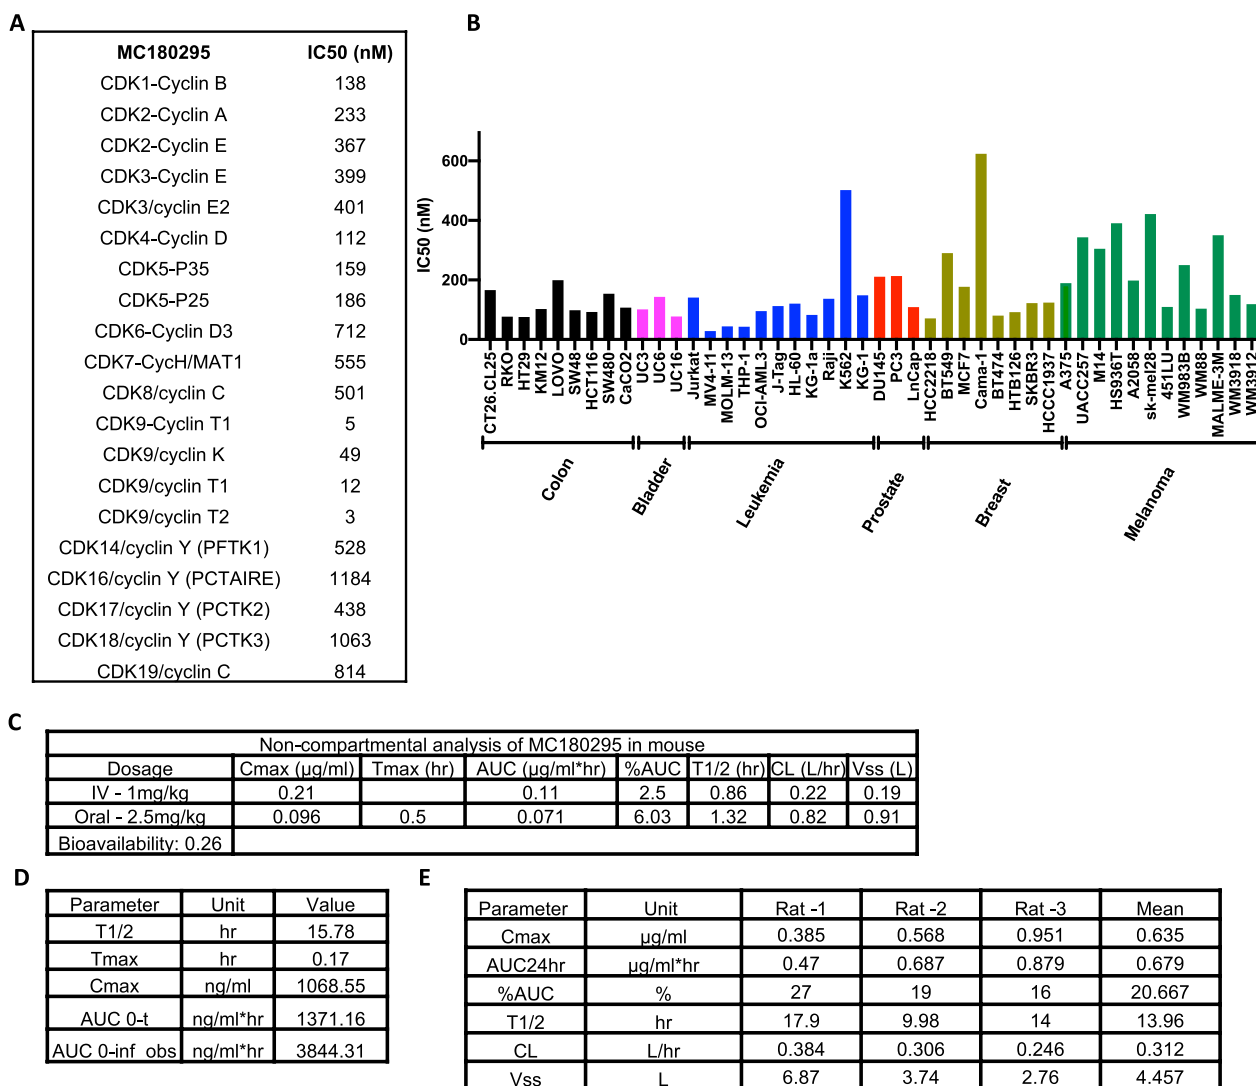 A
MC180295 IC50 (nM)
CDK1-Cyclin B 138
CDK2-Cyclin A 233
CDK2-Cyclin E 367
CDK3-Cyclin E 399
CDK3/cyclin E2 401
CDK4-Cyclin D 112
CDK5-P35 159
CDK5-P25 186
CDK6-Cyclin D3 712
CDK7-CycH/MAT1 555
CDK8/cyclin C 501
CDK9-Cyclin T1 5
CDK9/cyclin K 49
CDK9/cyclin T1 12
CDK9/cyclin T2 3
CDK14/cyclin Y (PFTK1) 528
CDK16/cyclin Y (PCTAIRE) 1184
CDK17/cyclin Y (PCTK2) 438
CDK18/cyclin Y (PCTK3) 1063
CDK19/cyclin C 814
B
IC50 (nM)
600
400
200
0
CT26.CL25
RKO
HT29
KM12
LOVO
SW48
HCT116
SW480
CaCO2
UC3
UC6
UC16
Jurkat
MV4-11
MOLM-13
THP-1
OCI-AML3
J-Tag
HL-60
KG-1a
Raji
K562
KG-1
DU145
PC3
LnCap
HCC2218
BT549
MCF7
Cama-1
BT474
HTB126
SKBR3
HCCC1937
A375
UACC257
M14
HS936T
A2058
sk-mel28
451LU
WM983B
WM88
MALME-3M
WM3918
WM3912
Colon
Bladder
Leukemia
Prostate
Breast
Melanoma
C
Non-compartmental analysis of MC180295 in mouse
Dosage Cmax (µg/ml) Tmax (hr) AUC (µg/ml*hr) %AUC T1/2 (hr) CL (L/hr) Vss (L)
IV - 1mg/kg 0.21 0.11 2.5 0.86 0.22 0.19
Oral - 2.5mg/kg 0.096 0.5 0.071 6.03 1.32 0.82 0.91
Bioavailability: 0.26
D
Parameter Unit Value
T1/2 hr 15.78
Tmax hr 0.17
Cmax ng/ml 1068.55
AUC 0-t ng/ml*hr 1371.16
AUC 0-inf_obs ng/ml*hr 3844.31
E
Parameter Unit Rat -1 Rat -2 Rat -3 Mean
Cmax µg/ml 0.385 0.568 0.951 0.635
AUC24hr µg/ml*hr 0.47 0.687 0.879 0.679
%AUC % 27 19 16 20.667
T1/2 hr 17.9 9.98 14 13.96
CL L/hr 0.384 0.306 0.246 0.312
Vss L 6.87 3.74 2.76 4.457